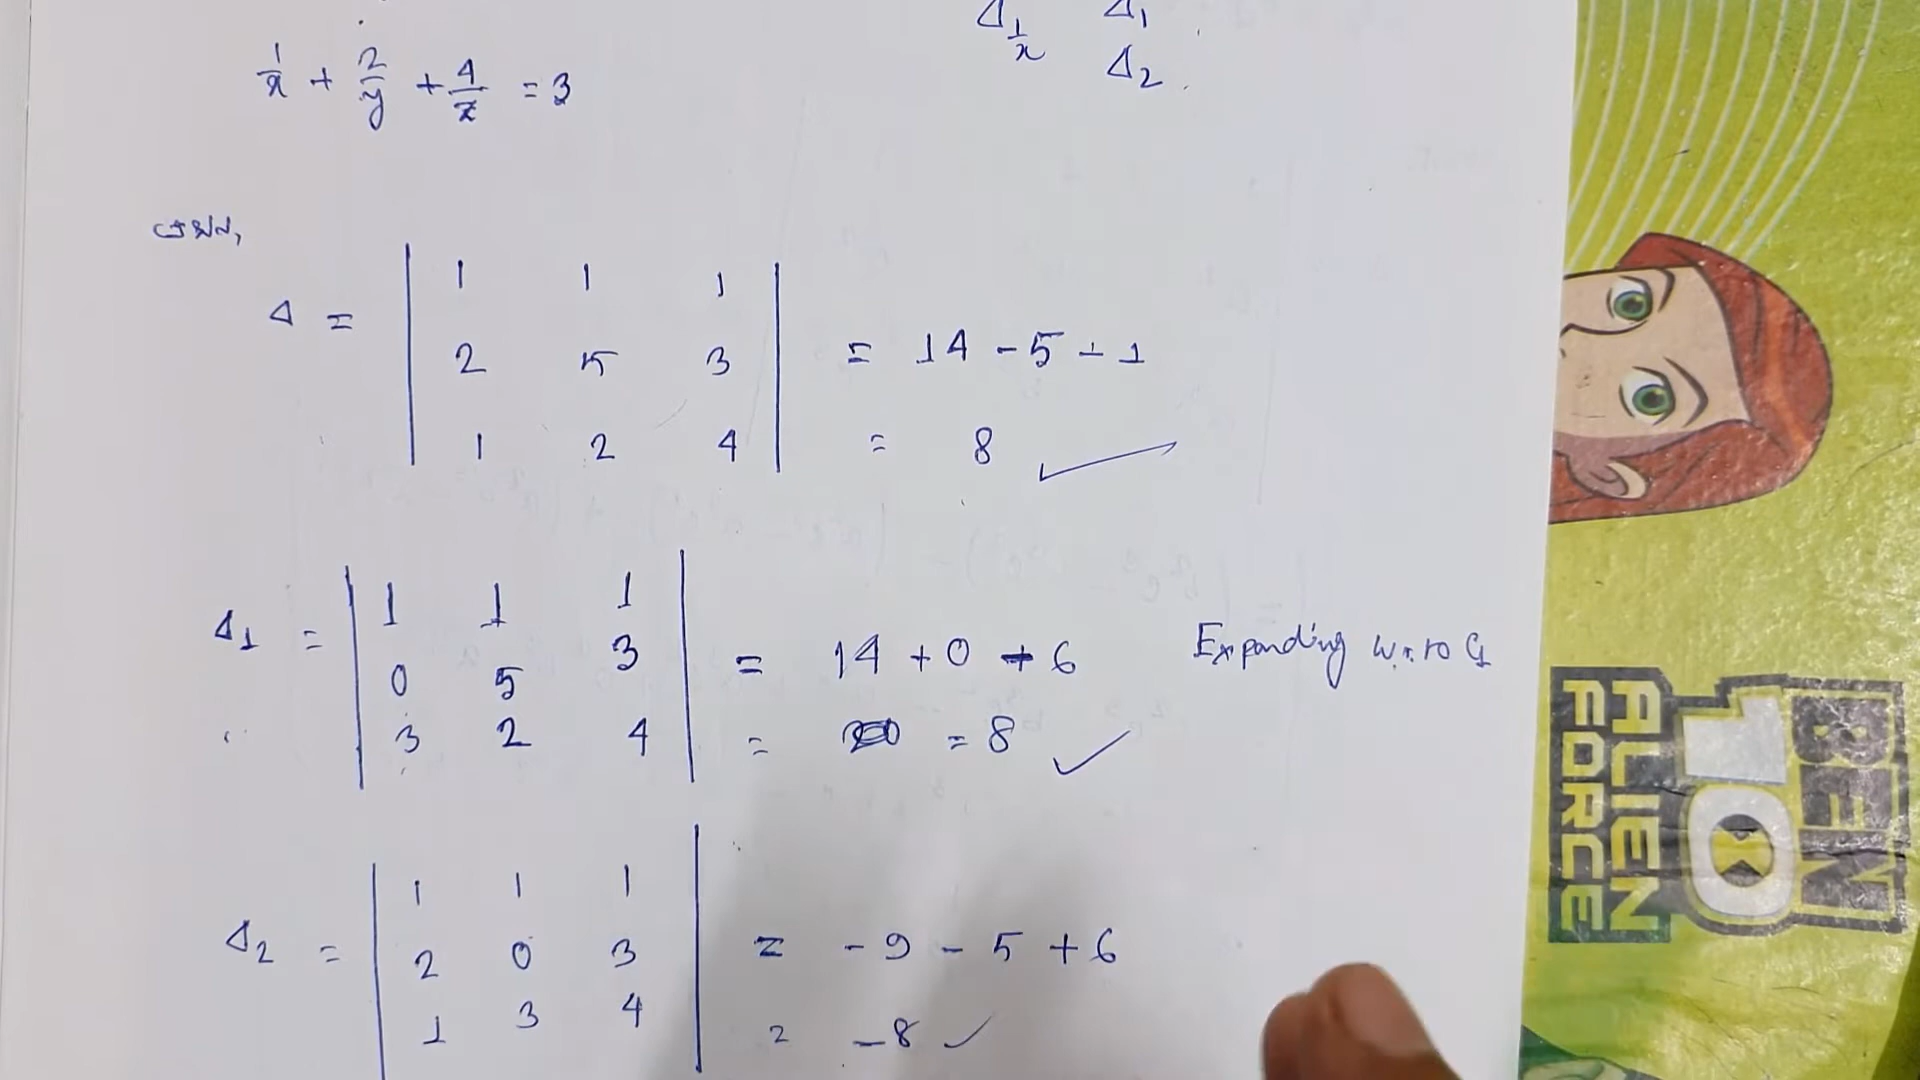 Δ 1/x Δ1
1/x + 2/y + 4/z = 3
Δ2
এখন,
Δ = | 1 1 1 |
| 2 5 3 | = 14 - 5 - 1
| 1 2 4 | = 8
Δ1 = | 1 1 1 |
| 0 5 3 | = 14 + 0 - 6 Expanding w.r.to C1
| 3 2 4 | = = 8
Δ2 = | 1 1 1 |
| 2 0 3 | = -9 - 5 + 6
| 1 3 4 | = -8
BEN
10
ALIEN
FORCE